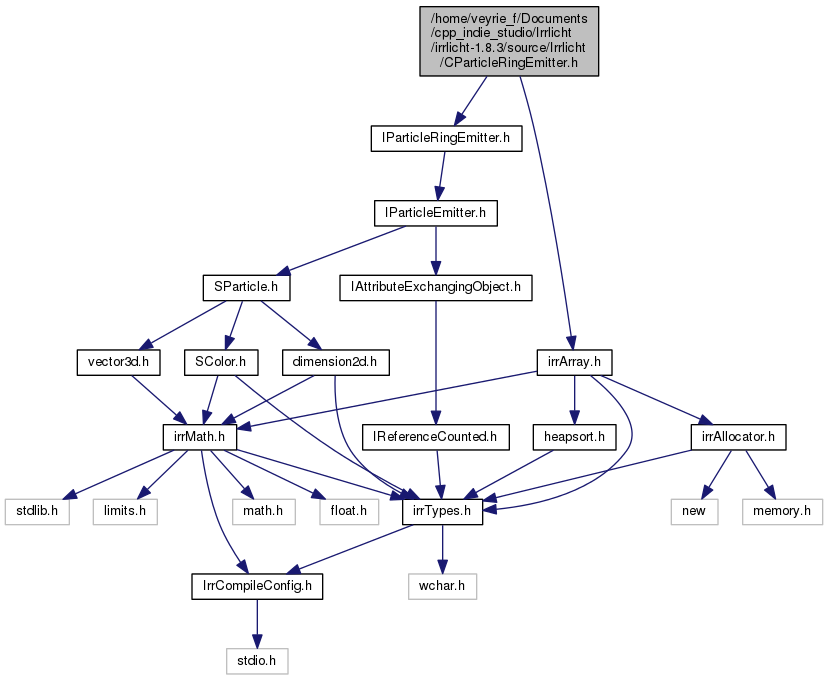 /home/veyrie_f/Documents
/cpp_indie_studio/Irrlicht
/irrlicht-1.8.3/source/Irrlicht
/CParticleRingEmitter.h
IParticleRingEmitter.h
IParticleEmitter.h
SParticle.h
IAttributeExchangingObject.h
vector3d.h
SColor.h
dimension2d.h
irrArray.h
irrMath.h
IReferenceCounted.h
heapsort.h
irrAllocator.h
stdlib.h
limits.h
math.h
float.h
irrTypes.h
new
memory.h
IrrCompileConfig.h
wchar.h
stdio.h